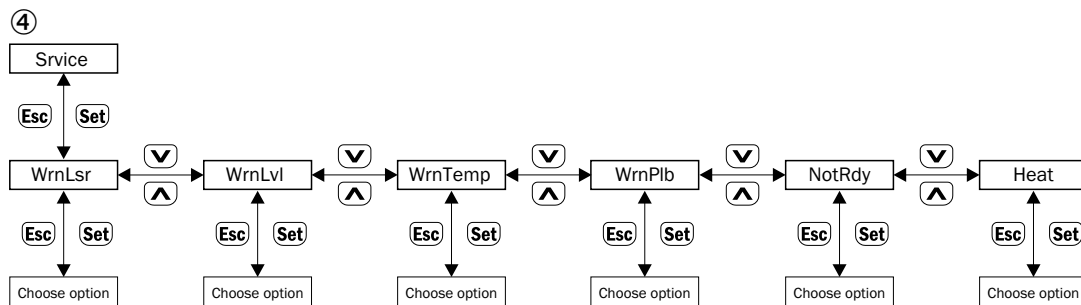 ④
Srvice
Esc Set
WrnLsr WrnLvl WrnTemp WrnPlb NotRdy Heat
Esc Set Esc Set Esc Set Esc Set Esc Set Esc Set
Choose option Choose option Choose option Choose option Choose option Choose option